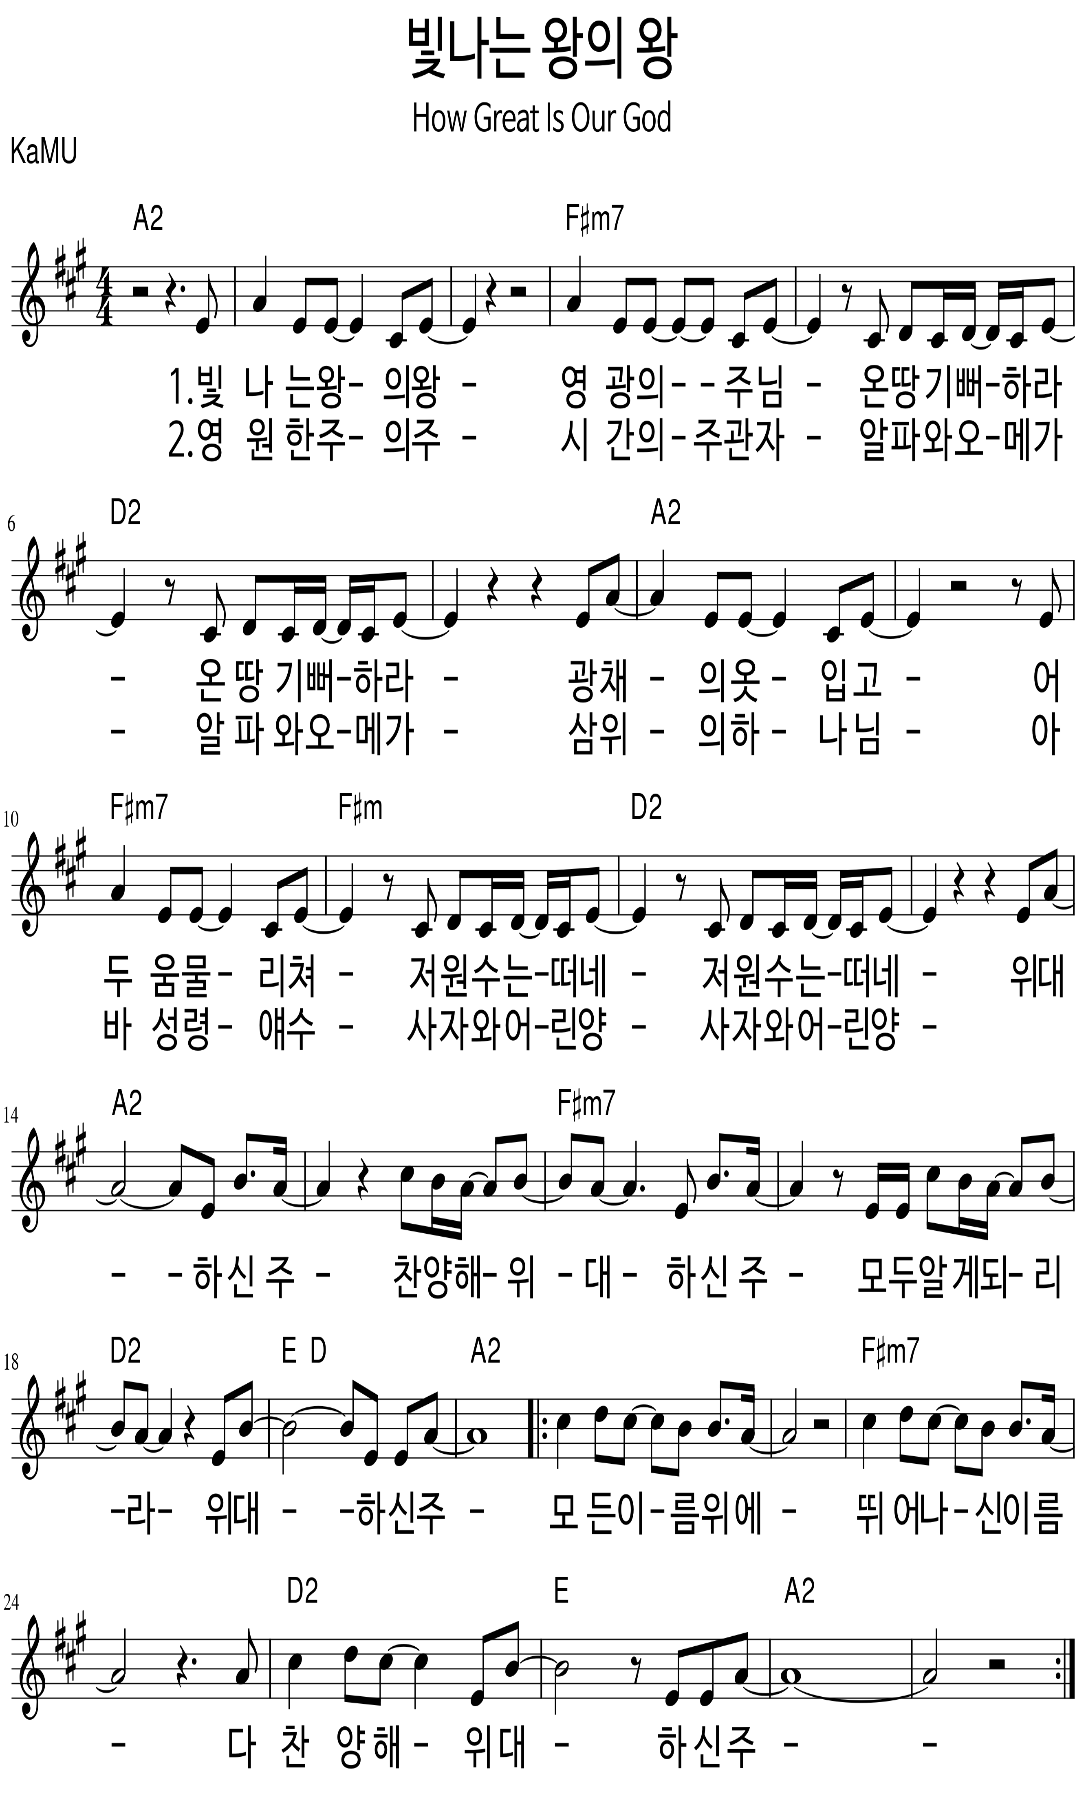 빛나는 왕의 왕
How Great Is Our God
KaMU
A2 F♯m7
4
4
1.빛 나 는왕- 의왕 - 영 광의 - - 주님 - 온땅 기뻐-하라
2.영 원 한주- 의주 - 시 간의 - 주관자 - 알파와오-메가
6 D2 A2
- 온 땅 기뻐-하라 - 광채 - 의옷 - 입고 - 어
- 알 파 와오-메가 - 삼위 - 의하 - 나님 - 아
10 F♯m7 F♯m D2
두 움물 - 리쳐 - 저원수는-떠네 - 저원수는-떠네 - 위대
바 성령 - 얘수 - 사자와어-린양 - 사자와어-린양 -
14 A2 F♯m7
- - 하신 주 - 찬양해- 위 - 대 - 하신 주 - 모두알 게되- 리
18 D2 E D A2 F♯m7
-라- 위대 - -하신주 - 모 든이-름위에 - 뛰 어나-신이름
24 D2 E A2
- 다 찬 양해 - 위대 - 하신주 - -